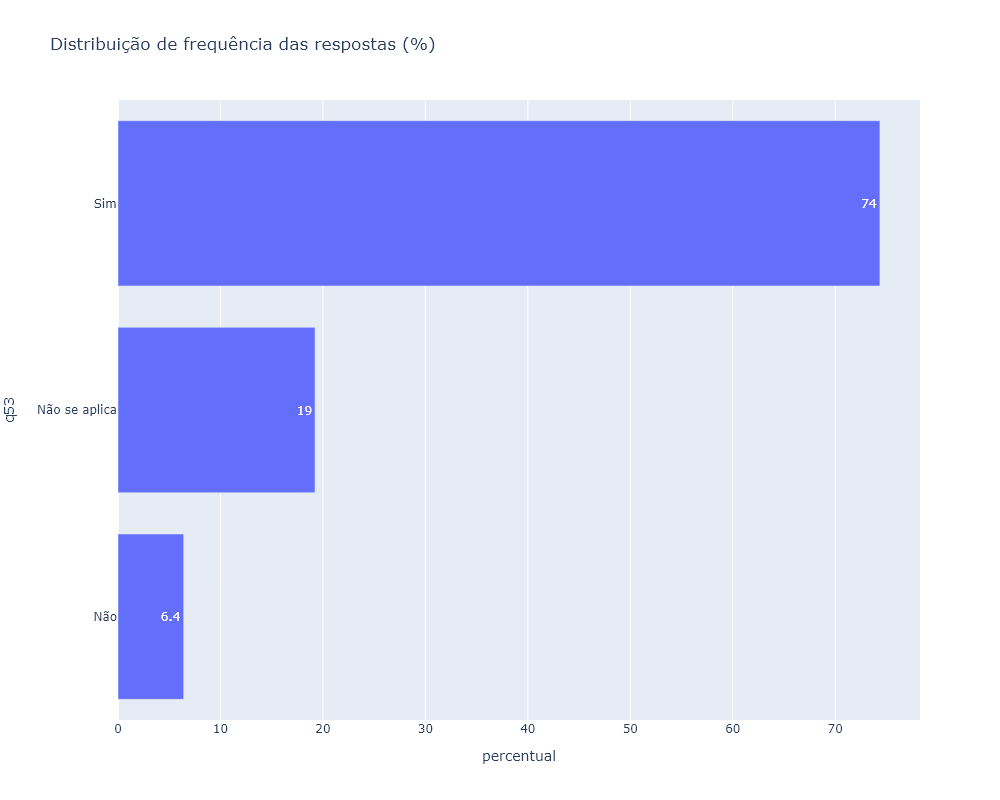 Distribuição de frequência das respostas (%)
Sim
74
Não se aplica
19
Não
6.4
q53
0 10 20 30 40 50 60 70
percentual